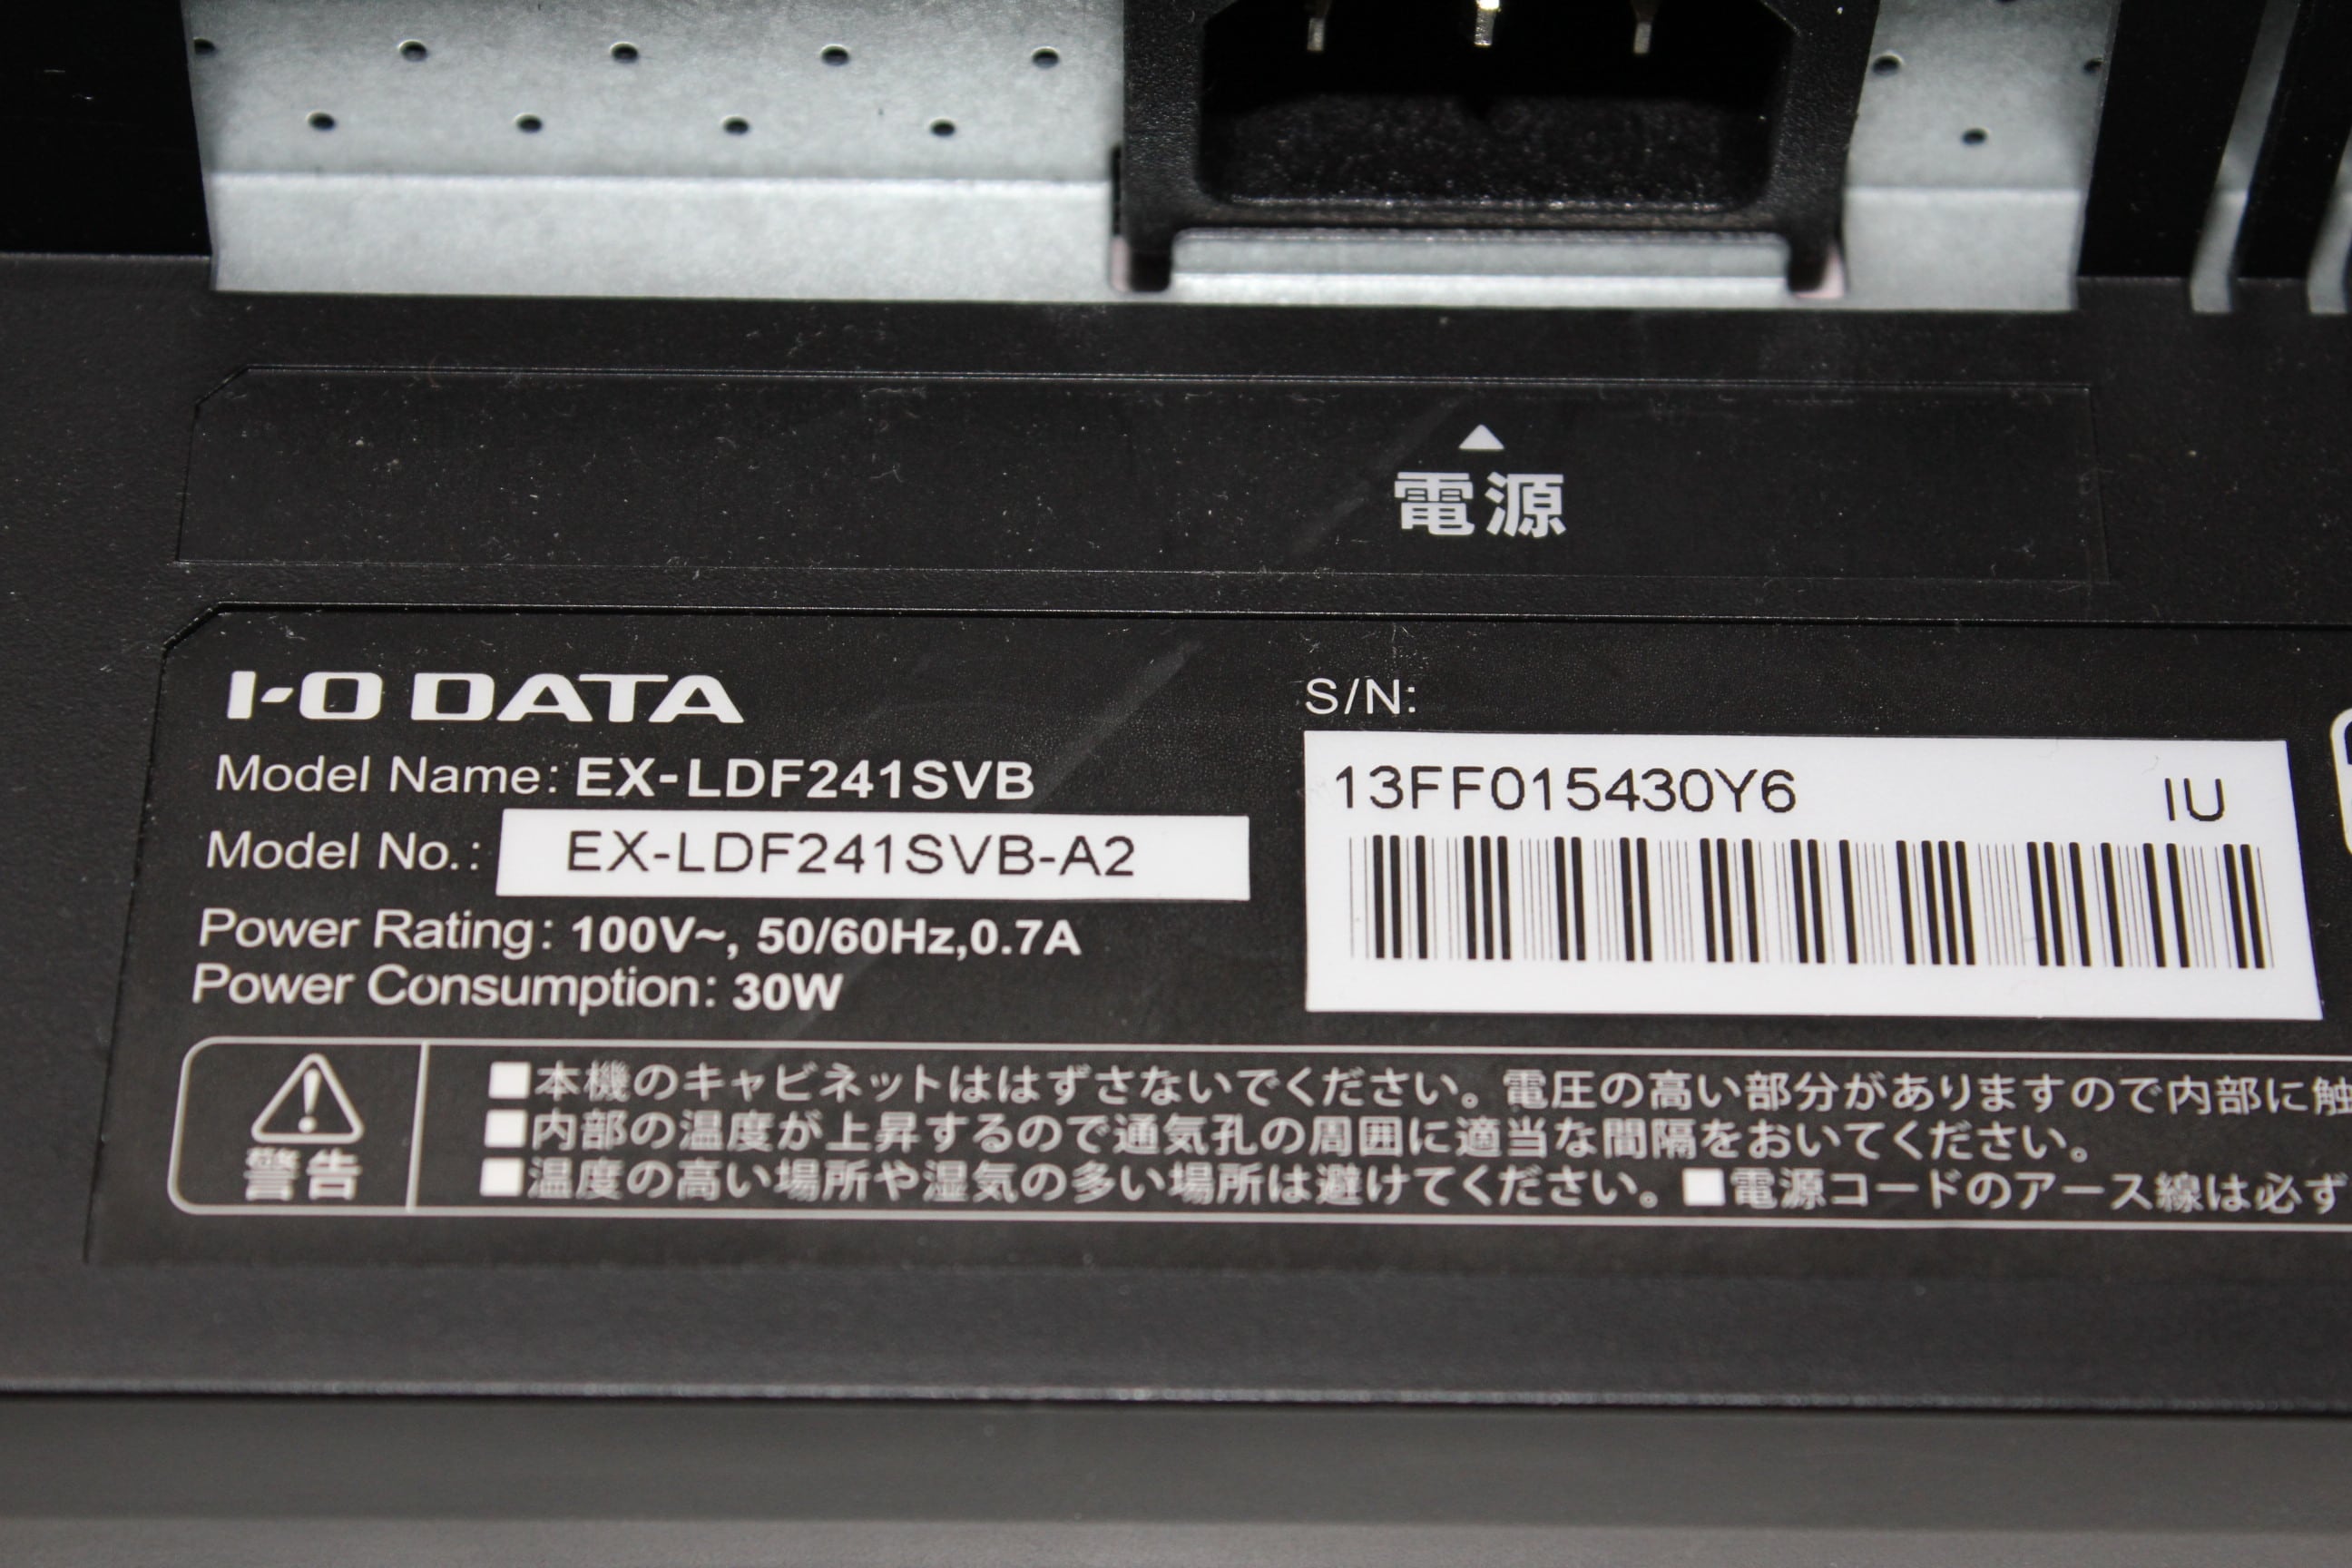 電源
I-O DATA
Model Name: EX-LDF241SVB
Model No.: EX-LDF241SVB-A2
Power Rating: 100V~, 50/60Hz,0.7A
Power Consumption: 30W
S/N:
13FF015430Y6 IU
警告
■本機のキャビネットははずさないでください。電圧の高い部分がありますので内部に触
■内部の温度が上昇するので通気孔の周囲に適当な間隔をおいてください。
■温度の高い場所や湿気の多い場所は避けてください。■電源コードのアース線は必ず